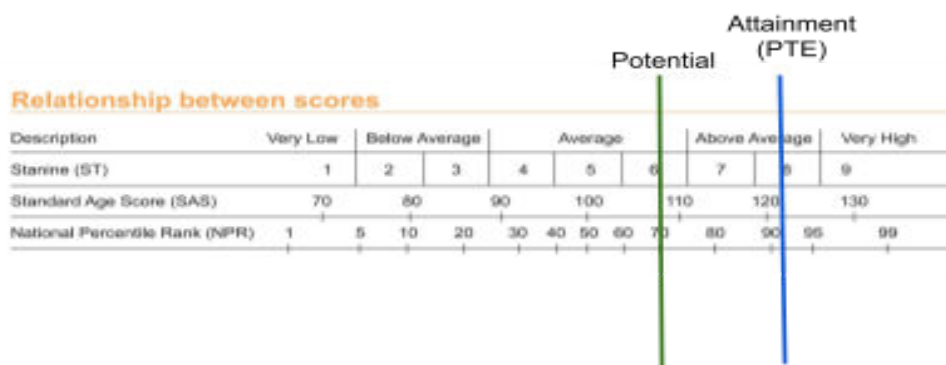 Attainment
(PTE)
Potential
Relationship between scores
Description Very Low Below Average Average Above Average Very High
Stanine (ST) 1 2 3 4 5 6 7 8 9
Standard Age Score (SAS) 70 80 90 100 110 120 130
National Percentile Rank (NPR) 1 5 10 20 30 40 50 60 70 80 90 95 99